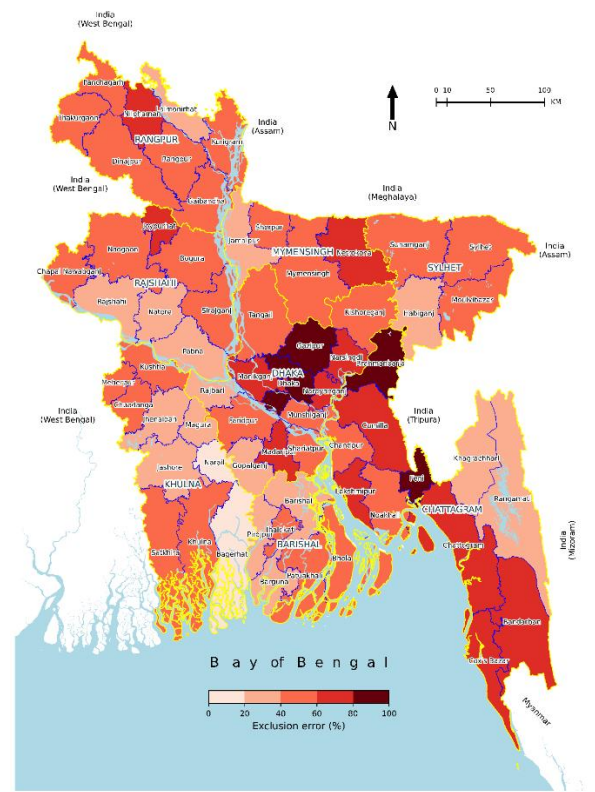 India
(West Bengal)
Panchagarh
Thakurgaon
Nilphamari
Lalmonirhat
RANGPUR
Kurigram
Dinajpur
Rangpur
Gaibandha
India
(Assam)
N
0 10 50 100
KM
India
(West Bengal)
India
(Meghalaya)
Joypurhat
Naogaon
Bogura
Sherpur
Jamalpur
MYMENSINGH
Netrokona
Mymensingh
Sunamganj
Sylhet
SYLHET
India
(Assam)
Chapai Nawabganj
RAJSHAHI
Rajshahi
Natore
Sirajganj
Tangail
Kishoreganj
Habiganj
Moulvibazar
Pabna
Gazipur
Narsingdi
Brahmanbaria
Kushtia
Meherpur
Chuadanga
Rajbari
Manikganj
DHAKA
Dhaka
Narayanganj
India
(West Bengal)
Jhenaidah
Magura
Faridpur
Munshiganj
Cumilla
India
(Tripura)
Madaripur
Shariatpur
Chandpur
Khagrachhari
Jashore
Narail
Gopalganj
KHULNA
Feni
Rangamati
Lakshmipur
Barishal
Noakhali
CHATTAGRAM
Satkhira
Khulna
Bagerhat
Pirojpur
Jhalokati
BARISHAL
Bhola
Chattogram
India
(Mizoram)
Barguna
Patuakhali
Bandarban
Cox's Bazar
Myanmar
Bay of Bengal
0 20 40 60 80 100
Exclusion error (%)